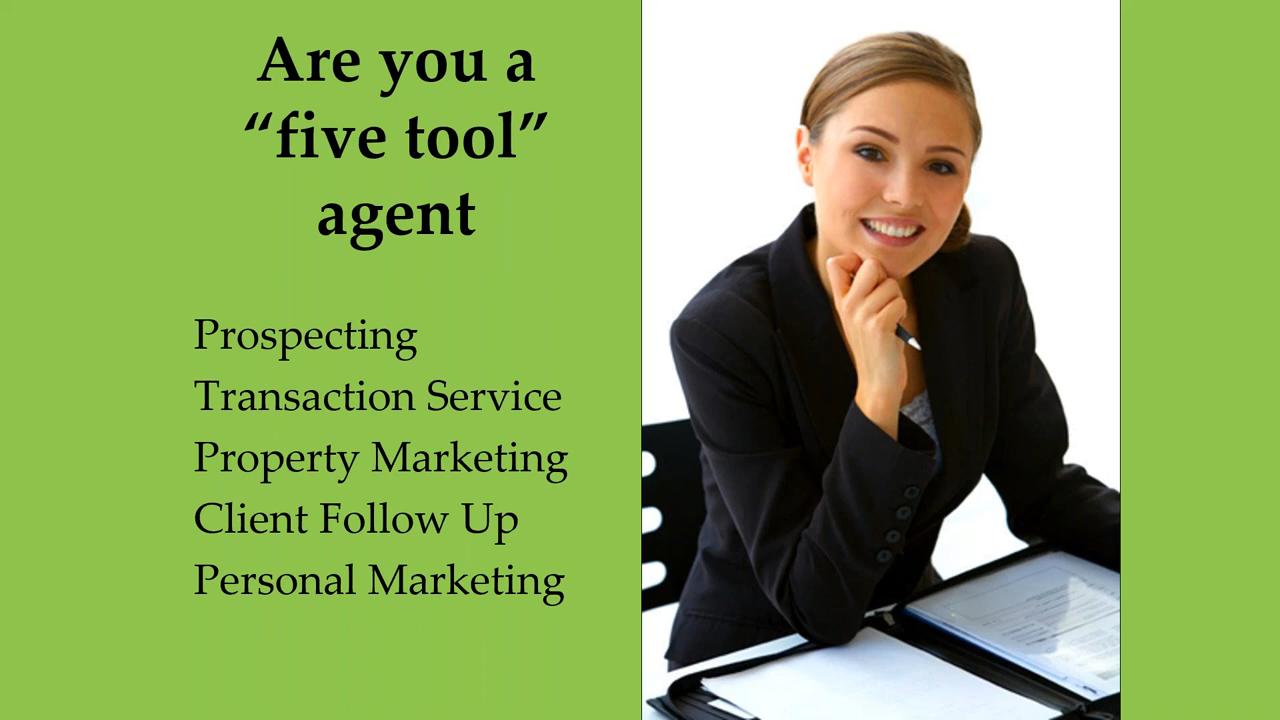 Are you a
“five tool”
agent
Prospecting
Transaction Service
Property Marketing
Client Follow Up
Personal Marketing